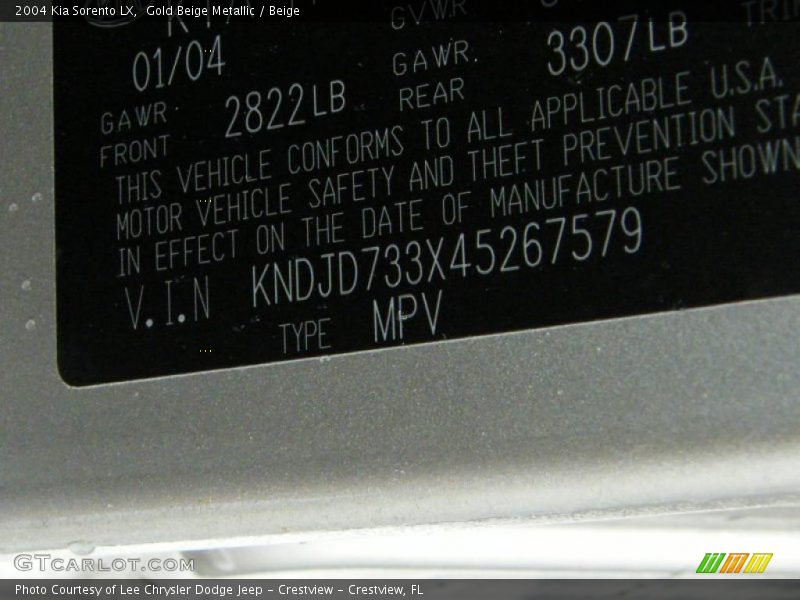 2004 Kia Sorento LX,  Gold Beige Metallic / Beige
GVWR
01/04 GAWR. 3307LB
GAWR 2822LB REAR
FRONT
THIS VEHICLE CONFORMS TO ALL APPLICABLE U.S.A.
MOTOR VEHICLE SAFETY AND THEFT PREVENTION STA
IN EFFECT ON THE DATE OF MANUFACTURE SHOWN
V.I.N KNDJD733X45267579
TYPE MPV
GTCARLOT.COM
Photo Courtesy of Lee Chrysler Dodge Jeep – Crestview – Crestview, FL